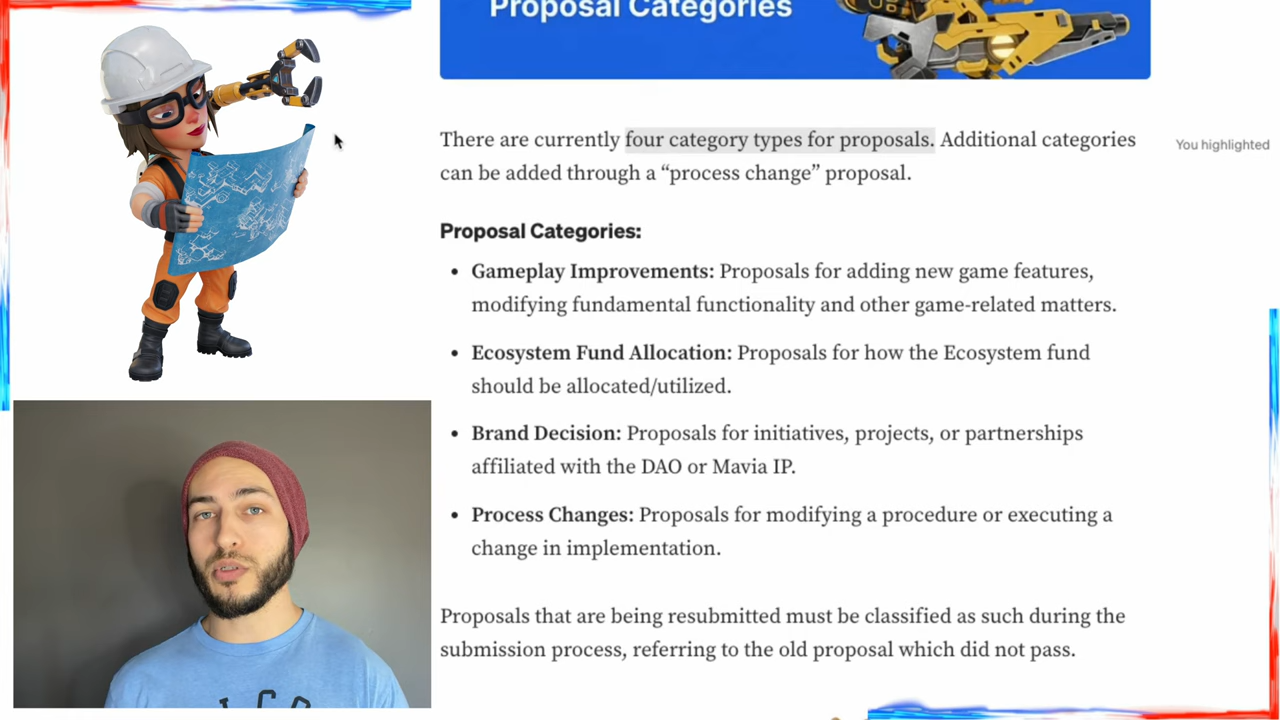 Proposal Categories
There are currently four category types for proposals. Additional categories
can be added through a “process change” proposal.
You highlighted
Proposal Categories:
• Gameplay Improvements: Proposals for adding new game features,
modifying fundamental functionality and other game-related matters.
• Ecosystem Fund Allocation: Proposals for how the Ecosystem fund
should be allocated/utilized.
• Brand Decision: Proposals for initiatives, projects, or partnerships
affiliated with the DAO or Mavia IP.
• Process Changes: Proposals for modifying a procedure or executing a
change in implementation.
Proposals that are being resubmitted must be classified as such during the
submission process, referring to the old proposal which did not pass.